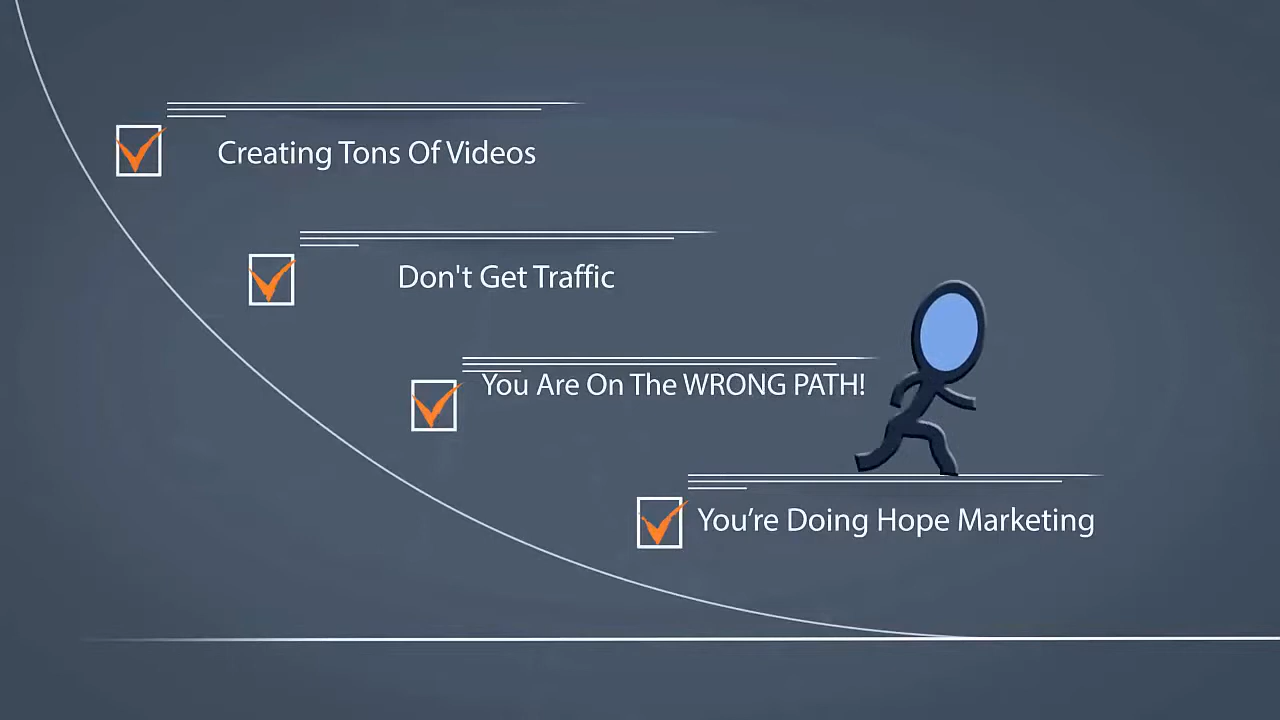 Creating Tons Of Videos
Don't Get Traffic
You Are On The WRONG PATH!
You’re Doing Hope Marketing